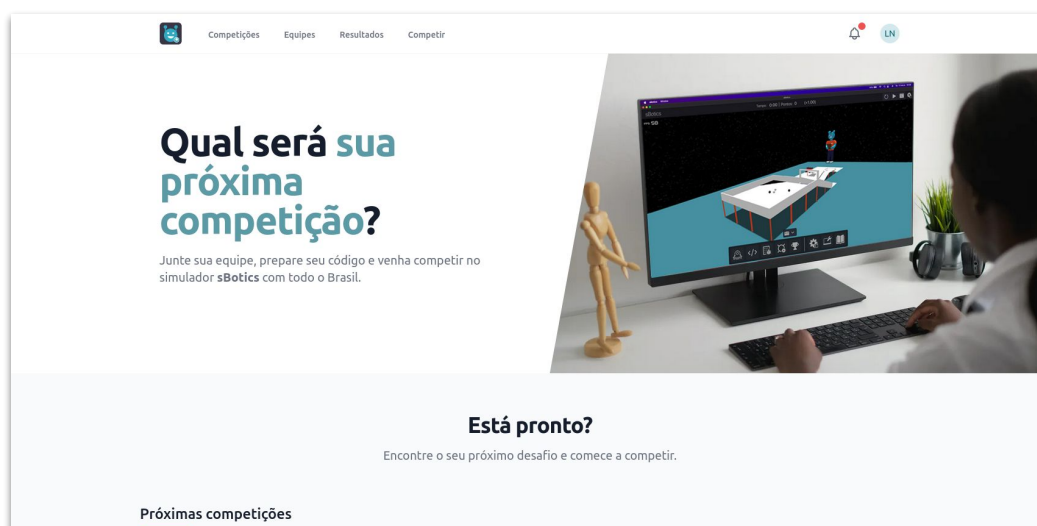 Competições Equipes Resultados Competir LN
Qual será sua
próxima
competição?
Junte sua equipe, prepare seu código e venha competir no
simulador sBotics com todo o Brasil.
Está pronto?
Encontre o seu próximo desafio e comece a competir.
Próximas competições